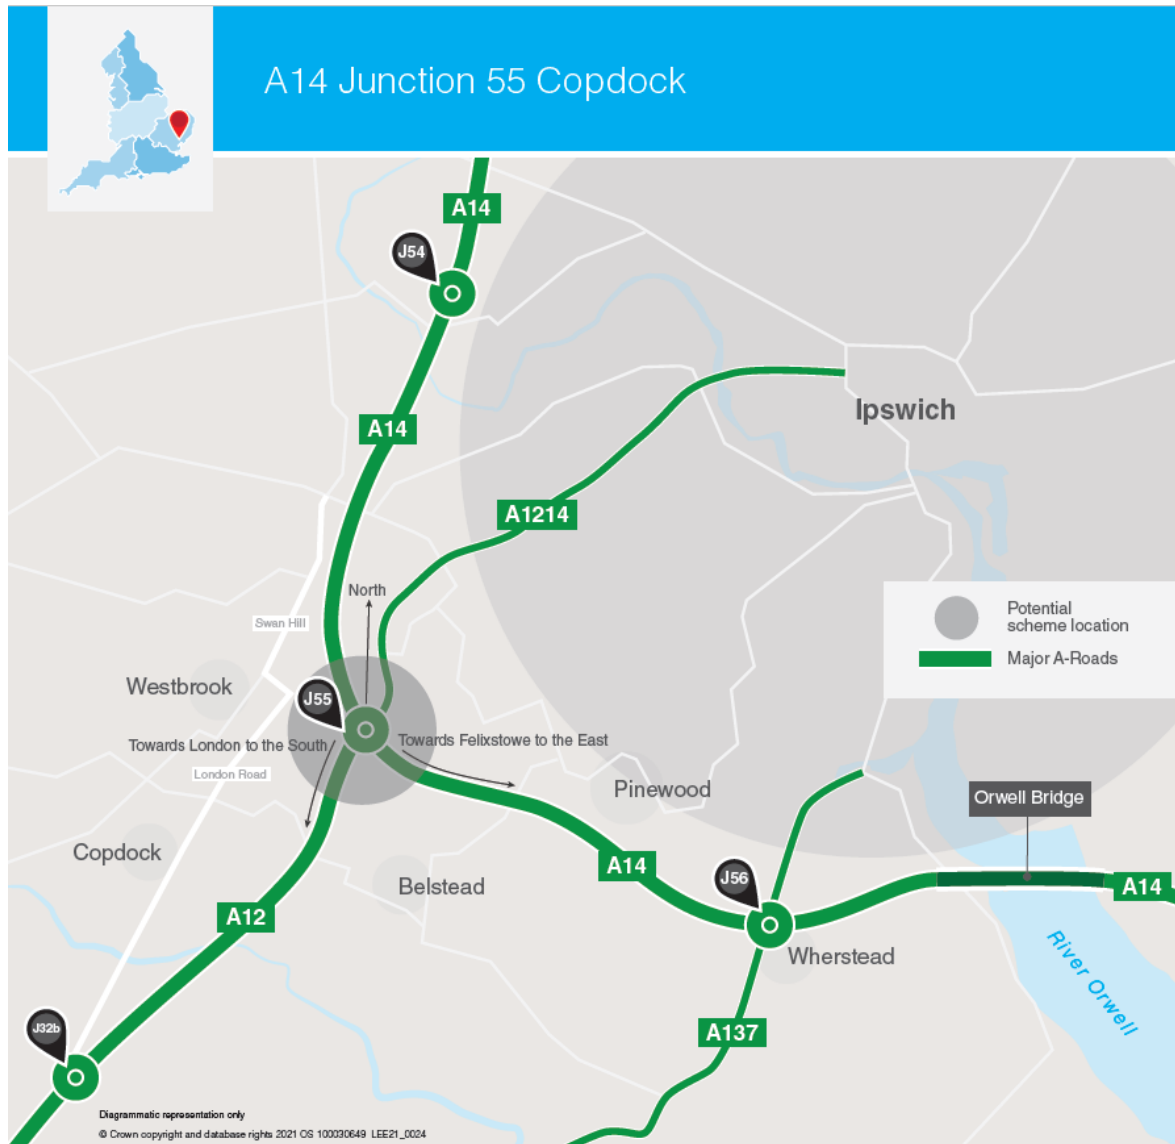 A14 Junction 55 Copdock
A14
J54
A14
Ipswich
A1214
North
Potential
scheme location
Major A-Roads
Swan Hill
Westbrook
J55
Towards London to the South
Towards Felixstowe to the East
London Road
Pinewood
Orwell Bridge
Copdock
Belstead
A14
J56
A14
A12
Wherstead
River Orwell
J32b
A137
Diagrammatic representation only
© Crown copyright and database rights 2021 OS 100030649 LEE21_0024